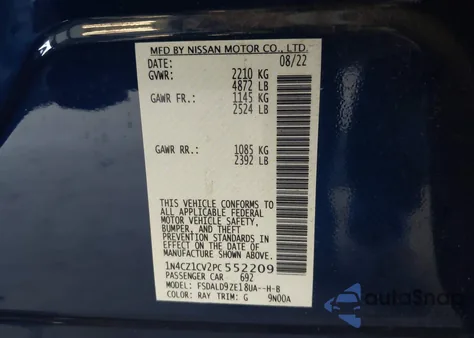 MFD BY NISSAN MOTOR CO., LTD.
DATE: 08/22
GVWR: 2210 KG
4872 LB
GAWR FR.: 1145 KG
2524 LB
GAWR RR.: 1085 KG
2392 LB
THIS VEHICLE CONFORMS TO
ALL APPLICABLE FEDERAL
MOTOR VEHICLE SAFETY,
BUMPER, AND THEFT
PREVENTION STANDARDS IN
EFFECT ON THE DATE OF
MANUFACTURE SHOWN ABOVE.
1N4CZ1CV2PC552209
PASSENGER CAR 692
MODEL: FSDALD9ZE18UA--H-B
COLOR: RAY TRIM: G 9N00A
autoSnap